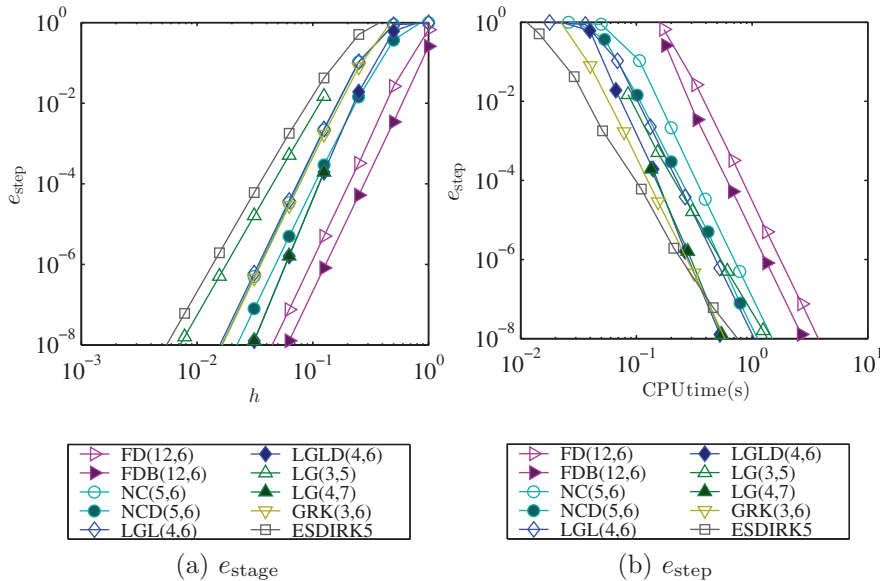 10^0
10^-2
10^-4
10^-6
10^-8
e_step
10^-3
10^-2
10^-1
10^0
h
10^0
10^-2
10^-4
10^-6
10^-8
e_step
10^-2
10^-1
10^0
10^1
CPUtime(s)
FD(12,6)
FDB(12,6)
NC(5,6)
NCD(5,6)
LGL(4,6)
LGLD(4,6)
LG(3,5)
LG(4,7)
GRK(3,6)
ESDIRK5
FD(12,6)
FDB(12,6)
NC(5,6)
NCD(5,6)
LGL(4,6)
LGLD(4,6)
LG(3,5)
LG(4,7)
GRK(3,6)
ESDIRK5
(a) e_stage
(b) e_step